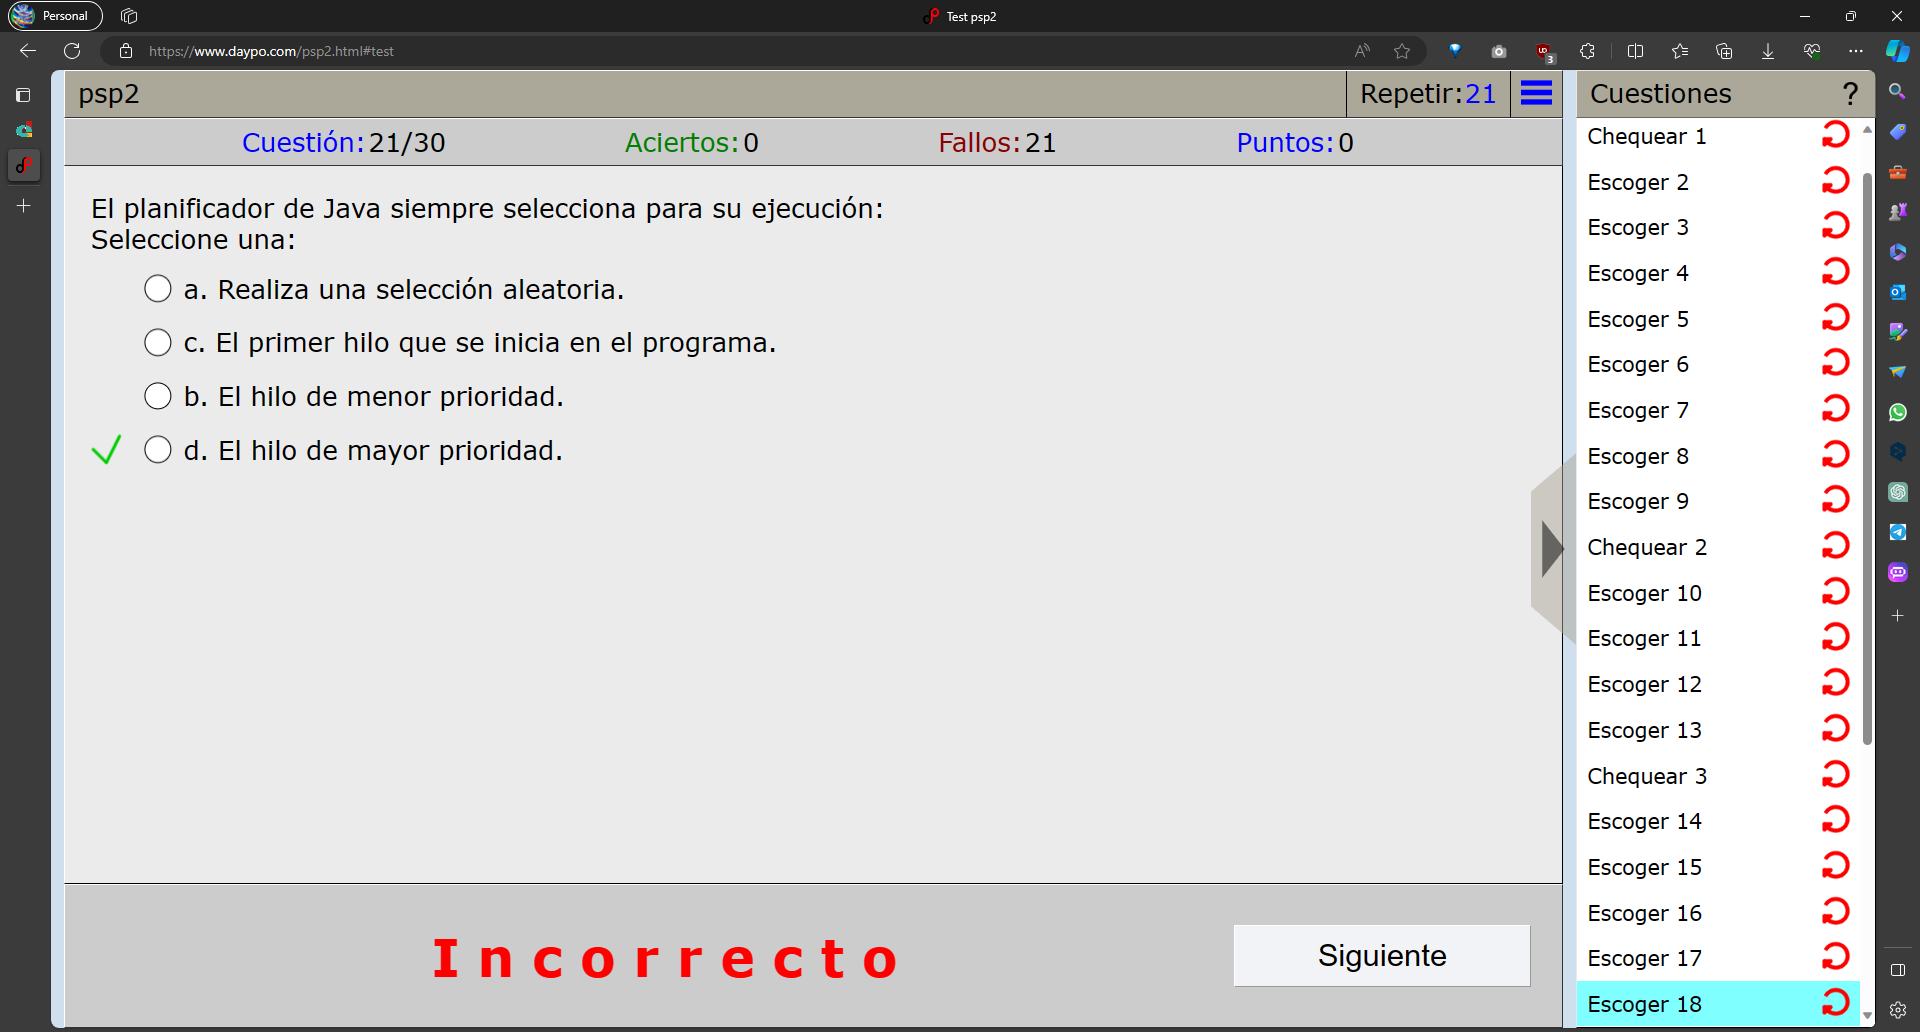 Personal
Test psp2
https://www.daypo.com/psp2.html#test
3
psp2
Repetir:21
Cuestión:21/30
Aciertos:0
Fallos:21
Puntos:0
El planificador de Java siempre selecciona para su ejecución:
Seleccione una:
a. Realiza una selección aleatoria.
c. El primer hilo que se inicia en el programa.
b. El hilo de menor prioridad.
d. El hilo de mayor prioridad.
Incorrecto
Siguiente
Cuestiones ?
Chequear 1
Escoger 2
Escoger 3
Escoger 4
Escoger 5
Escoger 6
Escoger 7
Escoger 8
Escoger 9
Chequear 2
Escoger 10
Escoger 11
Escoger 12
Escoger 13
Chequear 3
Escoger 14
Escoger 15
Escoger 16
Escoger 17
Escoger 18